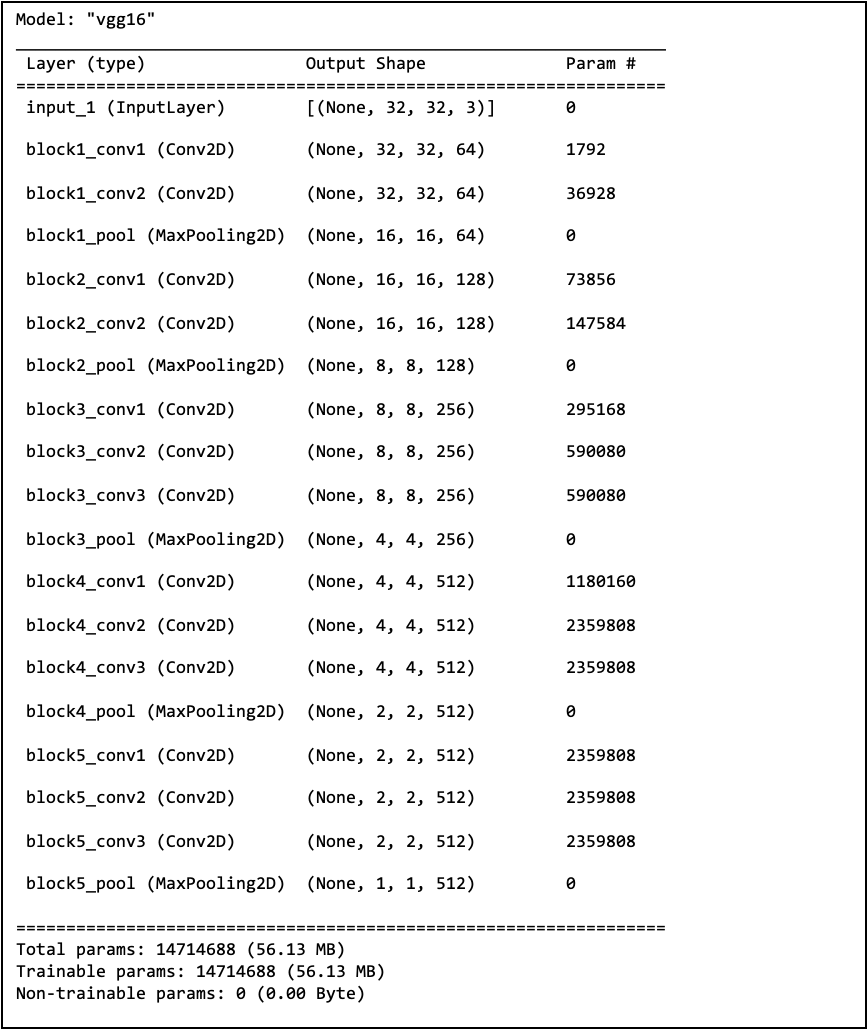 Model: "vgg16"
Layer (type) Output Shape Param #
=================================================================
input_1 (InputLayer) [(None, 32, 32, 3)] 0
block1_conv1 (Conv2D) (None, 32, 32, 64) 1792
block1_conv2 (Conv2D) (None, 32, 32, 64) 36928
block1_pool (MaxPooling2D) (None, 16, 16, 64) 0
block2_conv1 (Conv2D) (None, 16, 16, 128) 73856
block2_conv2 (Conv2D) (None, 16, 16, 128) 147584
block2_pool (MaxPooling2D) (None, 8, 8, 128) 0
block3_conv1 (Conv2D) (None, 8, 8, 256) 295168
block3_conv2 (Conv2D) (None, 8, 8, 256) 590080
block3_conv3 (Conv2D) (None, 8, 8, 256) 590080
block3_pool (MaxPooling2D) (None, 4, 4, 256) 0
block4_conv1 (Conv2D) (None, 4, 4, 512) 1180160
block4_conv2 (Conv2D) (None, 4, 4, 512) 2359808
block4_conv3 (Conv2D) (None, 4, 4, 512) 2359808
block4_pool (MaxPooling2D) (None, 2, 2, 512) 0
block5_conv1 (Conv2D) (None, 2, 2, 512) 2359808
block5_conv2 (Conv2D) (None, 2, 2, 512) 2359808
block5_conv3 (Conv2D) (None, 2, 2, 512) 2359808
block5_pool (MaxPooling2D) (None, 1, 1, 512) 0
=================================================================
Total params: 14714688 (56.13 MB)
Trainable params: 14714688 (56.13 MB)
Non-trainable params: 0 (0.00 Byte)